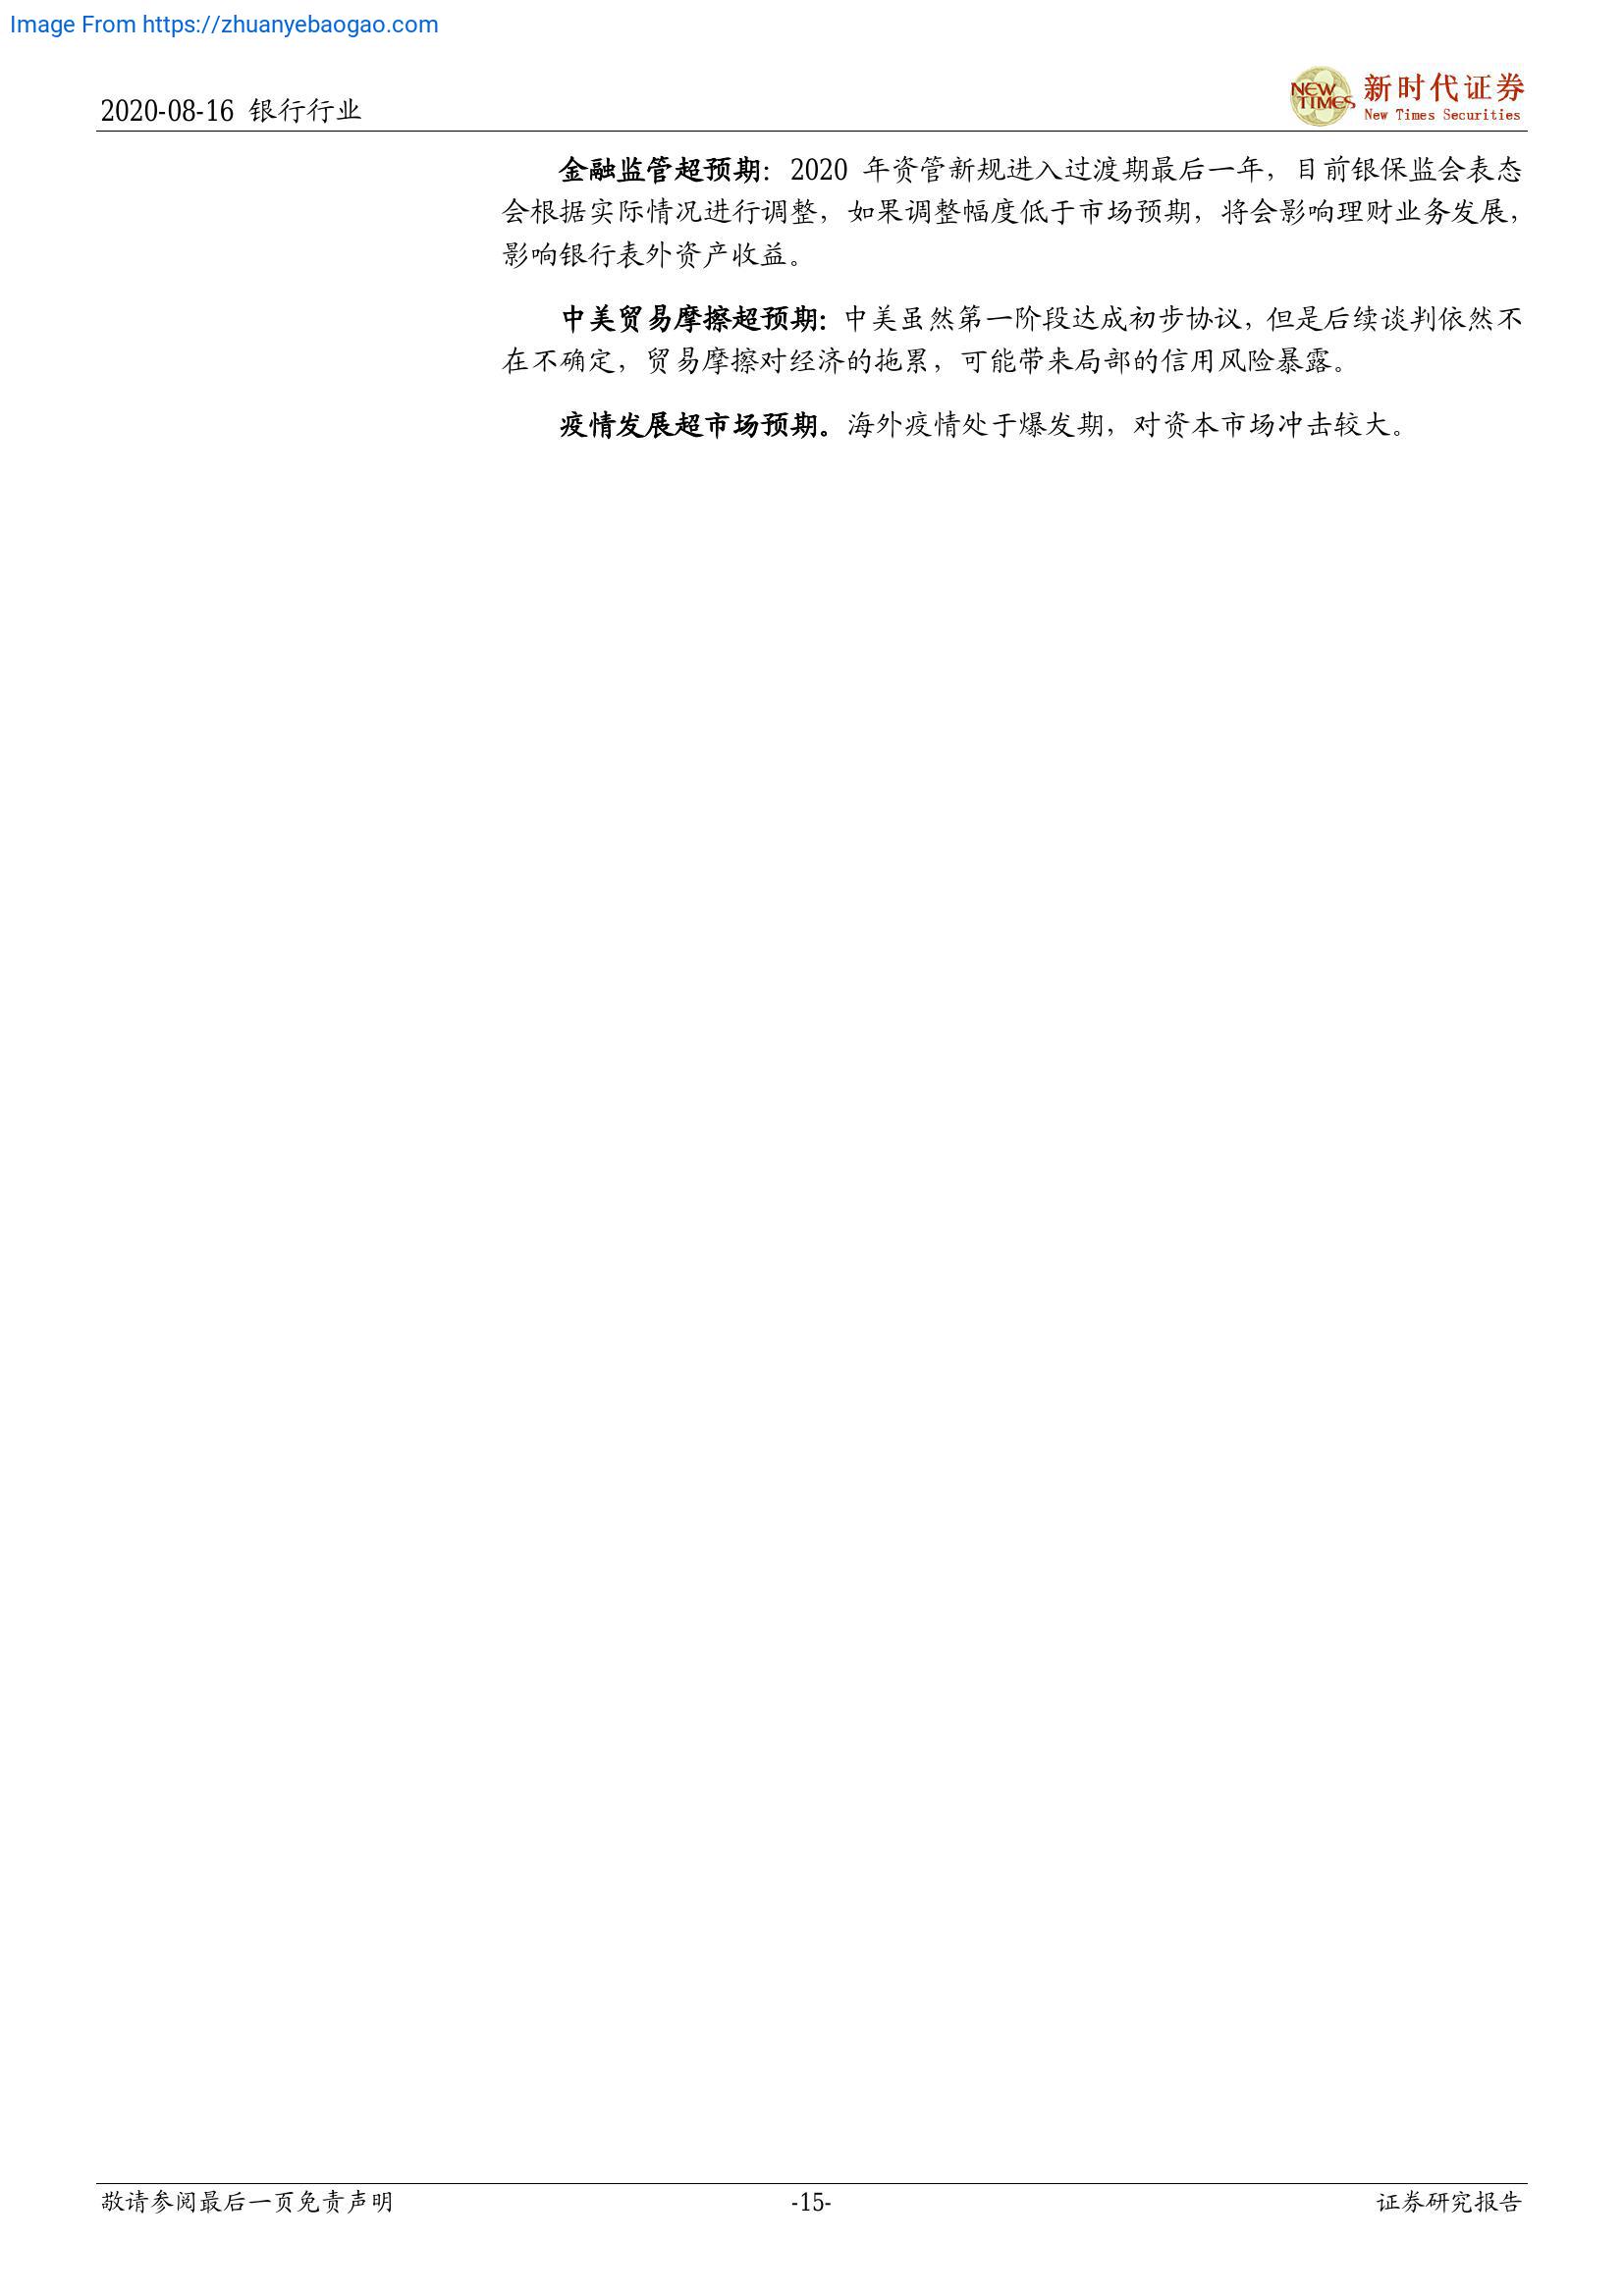 Image From https://zhuanyebaogao.com
2020-08-16 银行行业
NEW TIMES
新时代证券
New Times Securities
金融监管超预期：2020 年资管新规进入过渡期最后一年，目前银保监会表态
会根据实际情况进行调整，如果调整幅度低于市场预期，将会影响理财业务发展，
影响银行表外资产收益。
中美贸易摩擦超预期：中美虽然第一阶段达成初步协议，但是后续谈判依然不
在不确定，贸易摩擦对经济的拖累，可能带来局部的信用风险暴露。
疫情发展超市场预期。海外疫情处于爆发期，对资本市场冲击较大。
敬请参阅最后一页免责声明
-15-
证券研究报告